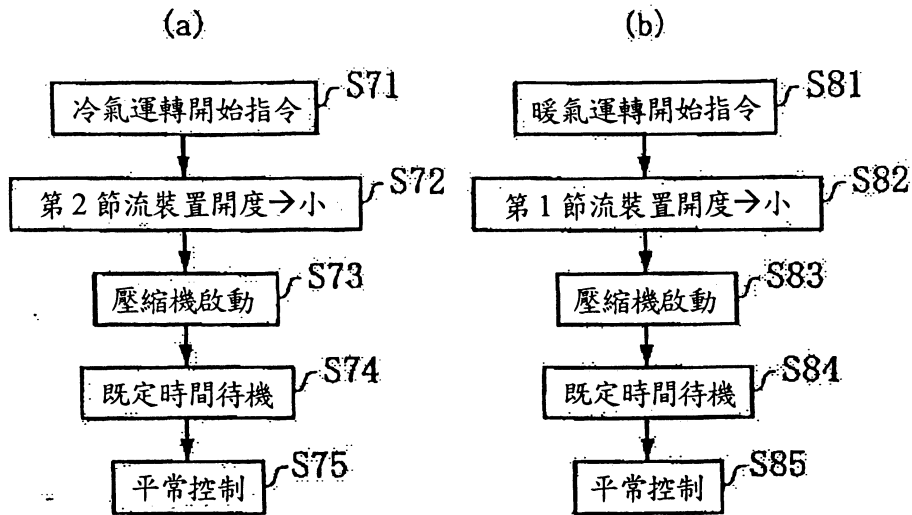 (a)
冷氣運轉開始指令
S71
第2節流裝置開度→小
S72
壓縮機啟動
S73
既定時間待機
S74
平常控制
S75
(b)
暖氣運轉開始指令
S81
第1節流裝置開度→小
S82
壓縮機啟動
S83
既定時間待機
S84
平常控制
S85